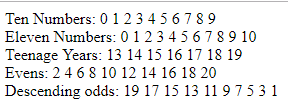 Ten Numbers: 0 1 2 3 4 5 6 7 8 9
Eleven Numbers: 0 1 2 3 4 5 6 7 8 9 10
Teenage Years: 13 14 15 16 17 18 19
Evens: 2 4 6 8 10 12 14 16 18 20
Descending odds: 19 17 15 13 11 9 7 5 3 1